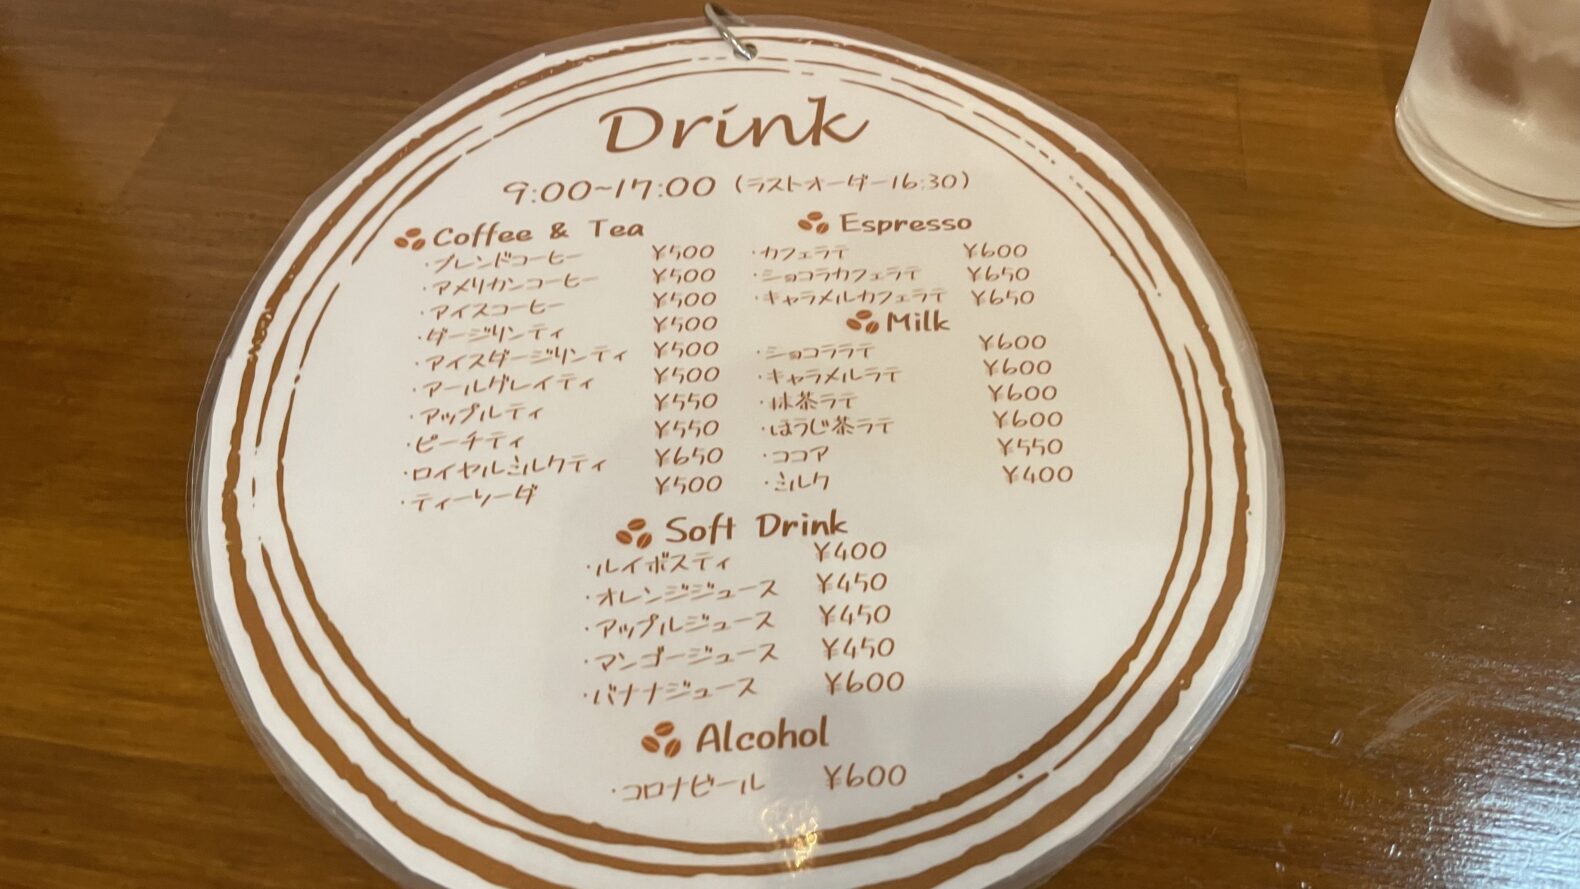 Drink
9:00~17:00 (ラストオーダー16:30)
Coffee & Tea
・ブレンドコーヒー ¥500
・アメリカンコーヒー ¥500
・アイスコーヒー ¥500
・ダージリンティ ¥500
・アイスダージリンティ ¥500
・アールグレイティ ¥500
・アップルティ ¥550
・ピーチティ ¥550
・ロイヤルミルクティ ¥650
・ティーソーダ ¥500
Espresso
・カフェラテ ¥600
・ショコラカフェラテ ¥650
・キャラメルカフェラテ ¥650
Milk
・ショコララテ ¥600
・キャラメルラテ ¥600
・抹茶ラテ ¥600
・ほうじ茶ラテ ¥600
・ココア ¥550
・ミルク ¥400
Soft Drink
・ルイボスティ ¥400
・オレンジジュース ¥450
・アップルジュース ¥450
・マンゴージュース ¥450
・バナナジュース ¥600
Alcohol
・コロナビール ¥600